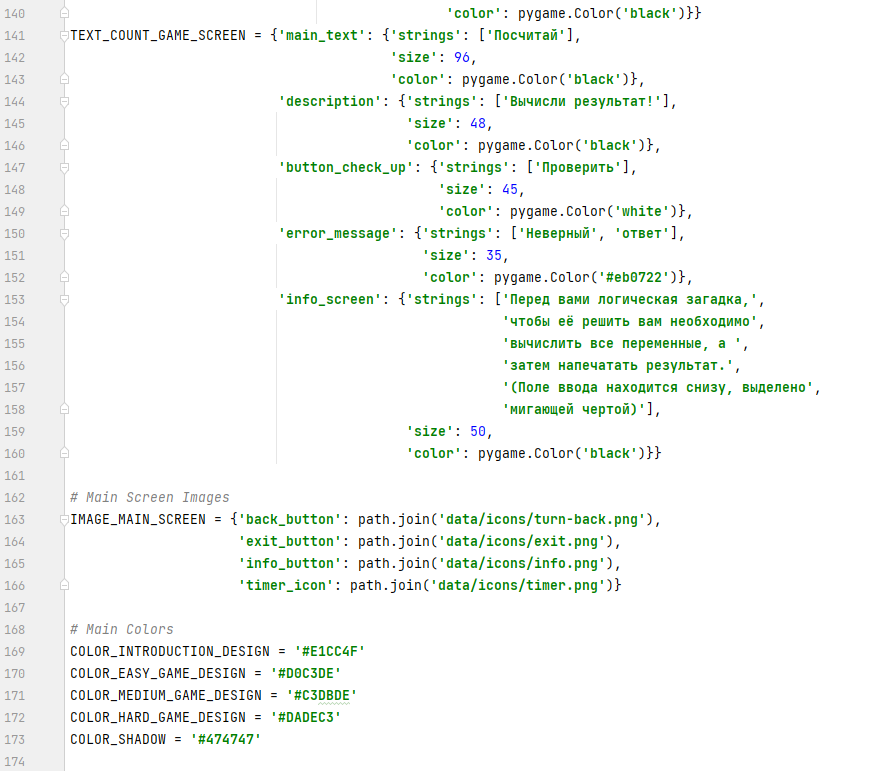 140 'color': pygame.Color('black')}}
141 TEXT_COUNT_GAME_SCREEN = {'main_text': {'strings': ['Посчитай'],
142 'size': 96,
143 'color': pygame.Color('black')},
144 'description': {'strings': ['Вычисли результат!'],
145 'size': 48,
146 'color': pygame.Color('black')},
147 'button_check_up': {'strings': ['Проверить'],
148 'size': 45,
149 'color': pygame.Color('white')},
150 'error_message': {'strings': ['Неверный', 'ответ'],
151 'size': 35,
152 'color': pygame.Color('#eb0722')},
153 'info_screen': {'strings': ['Перед вами логическая загадка,',
154 'чтобы её решить вам необходимо',
155 'вычислить все переменные, а ',
156 'затем напечатать результат.',
157 '(Поле ввода находится снизу, выделено',
158 'мигающей чертой)'],
159 'size': 50,
160 'color': pygame.Color('black')}}
161
162 # Main Screen Images
163 IMAGE_MAIN_SCREEN = {'back_button': path.join('data/icons/turn-back.png'),
164 'exit_button': path.join('data/icons/exit.png'),
165 'info_button': path.join('data/icons/info.png'),
166 'timer_icon': path.join('data/icons/timer.png')}
167
168 # Main Colors
169 COLOR_INTRODUCTION_DESIGN = '#E1CC4F'
170 COLOR_EASY_GAME_DESIGN = '#D0C3DE'
171 COLOR_MEDIUM_GAME_DESIGN = '#C3DBDE'
172 COLOR_HARD_GAME_DESIGN = '#DADEC3'
173 COLOR_SHADOW = '#474747'
174